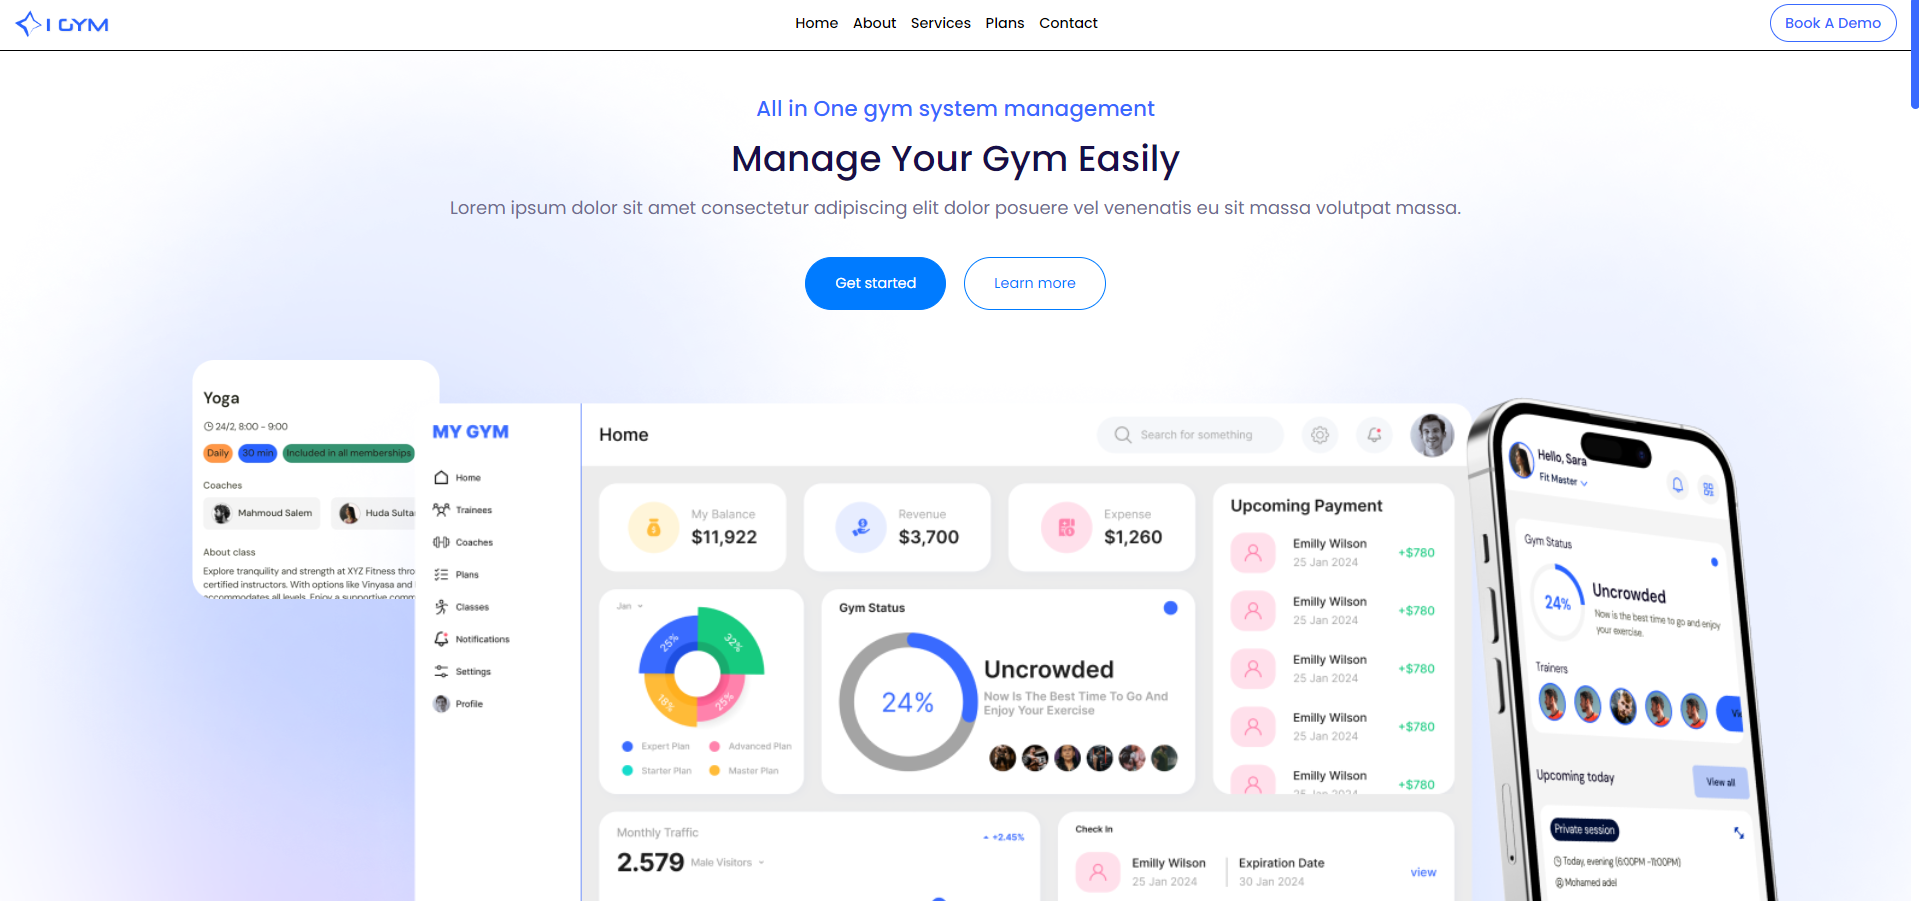 I GYM
Home About Services Plans Contact
Book A Demo
All in One gym system management
Manage Your Gym Easily
Lorem ipsum dolor sit amet consectetur adipiscing elit dolor posuere vel venenatis eu sit massa volutpat massa.
Get started
Learn more
Yoga
24/2, 8:00 - 9:00
Daily 30 min Included in all memberships
Coaches
Mahmoud Salem Huda Sulta
About class
Explore tranquility and strength at XYZ Fitness thro
certified instructors. With options like Vinyasa and
accommodates all levels. Enjoy a supportive comm
MY GYM
Home
Trainees
Coaches
Plans
Classes
Notifications
Settings
Profile
Home
Search for something
My Balance
$11,922
Revenue
$3,700
Expense
$1,260
Jan
25%
32%
18%
25%
Expert Plan Advanced Plan
Starter Plan Master Plan
Gym Status
24%
Uncrowded
Now Is The Best Time To Go And
Enjoy Your Exercise
Upcoming Payment
Emilly Wilson
25 Jan 2024
+$780
Emilly Wilson
25 Jan 2024
+$780
Emilly Wilson
25 Jan 2024
+$780
Emilly Wilson
25 Jan 2024
+$780
Emilly Wilson
25 Jan 2024
+$780
Monthly Traffic
2.579 Male Visitors
+2.45%
Check In
Emilly Wilson
25 Jan 2024
Expiration Date
30 Jan 2024
view
Hello, Sara
Fit Master
Gym Status
24%
Uncrowded
Now is the best time to go and enjoy
your exercise.
Trainers
Vi
Upcoming today
View all
Private session
Today, evening (6:00PM -11:00PM)
Mohamed adel